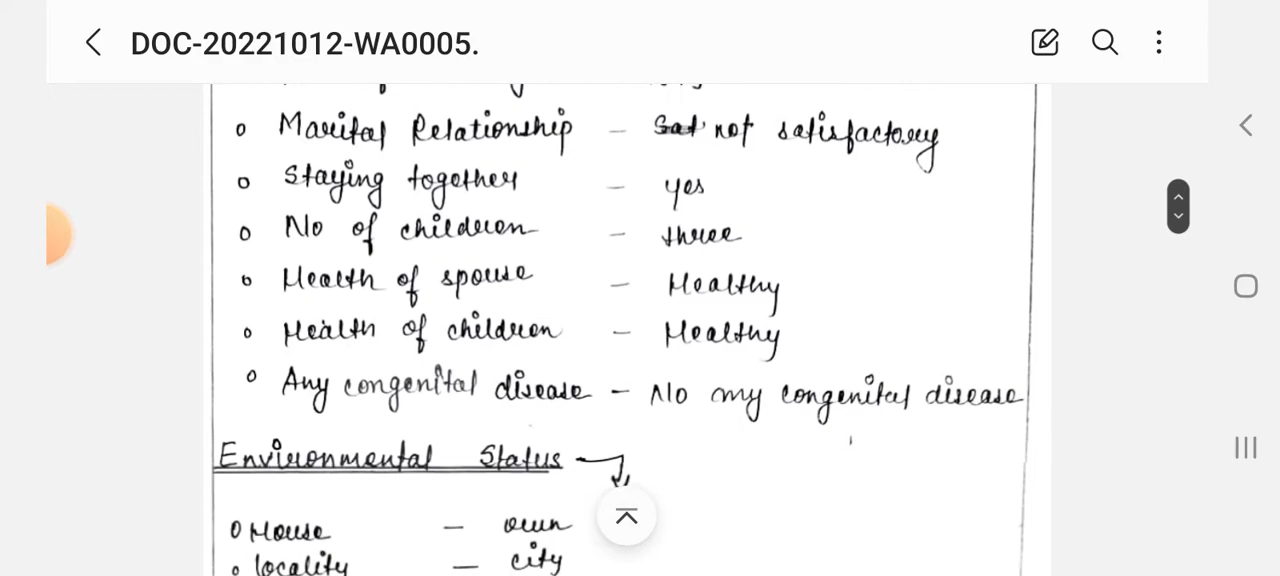 DOC-20221012-WA0005.
o Marital Relationship - Sat not satisfactory
o Staying together - yes
o No of children - three
o Health of spouse - Healthy
o Health of children - Healthy
o Any congenital disease - No my congenital disease
Environmental Status
o House - own
o locality - city